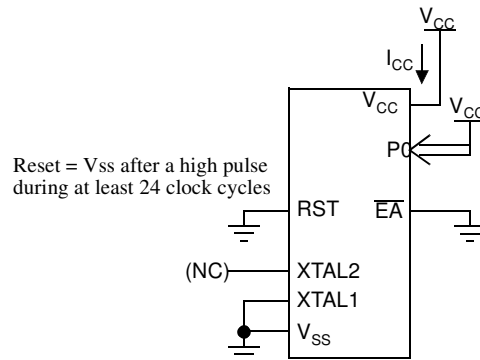 VCC
ICC
VCC
VCC
P0
Reset = Vss after a high pulse
during at least 24 clock cycles
RST
EA
(NC)
XTAL2
XTAL1
VSS